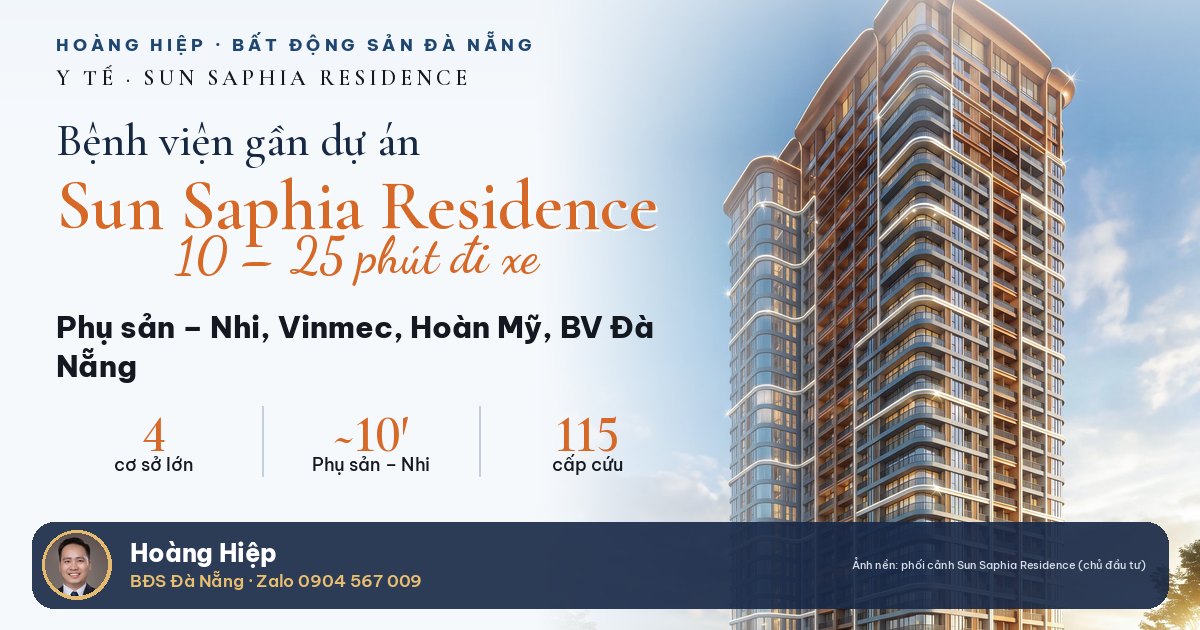 HOÀNG HIỆP · BẤT ĐỘNG SẢN ĐÀ NẴNG
Y TẾ · SUN SAPHIA RESIDENCE
Bệnh viện gần dự án
Sun Saphia Residence
10 – 25 phút đi xe
Phụ sản – Nhi, Vinmec, Hoàn Mỹ, BV Đà
Nẵng
4
cơ sở lớn
~10'
Phụ sản – Nhi
115
cấp cứu
Hoàng Hiệp
BĐS Đà Nẵng · Zalo 0904 567 009
Ảnh nền: phối cảnh Sun Saphia Residence (chủ đầu tư)